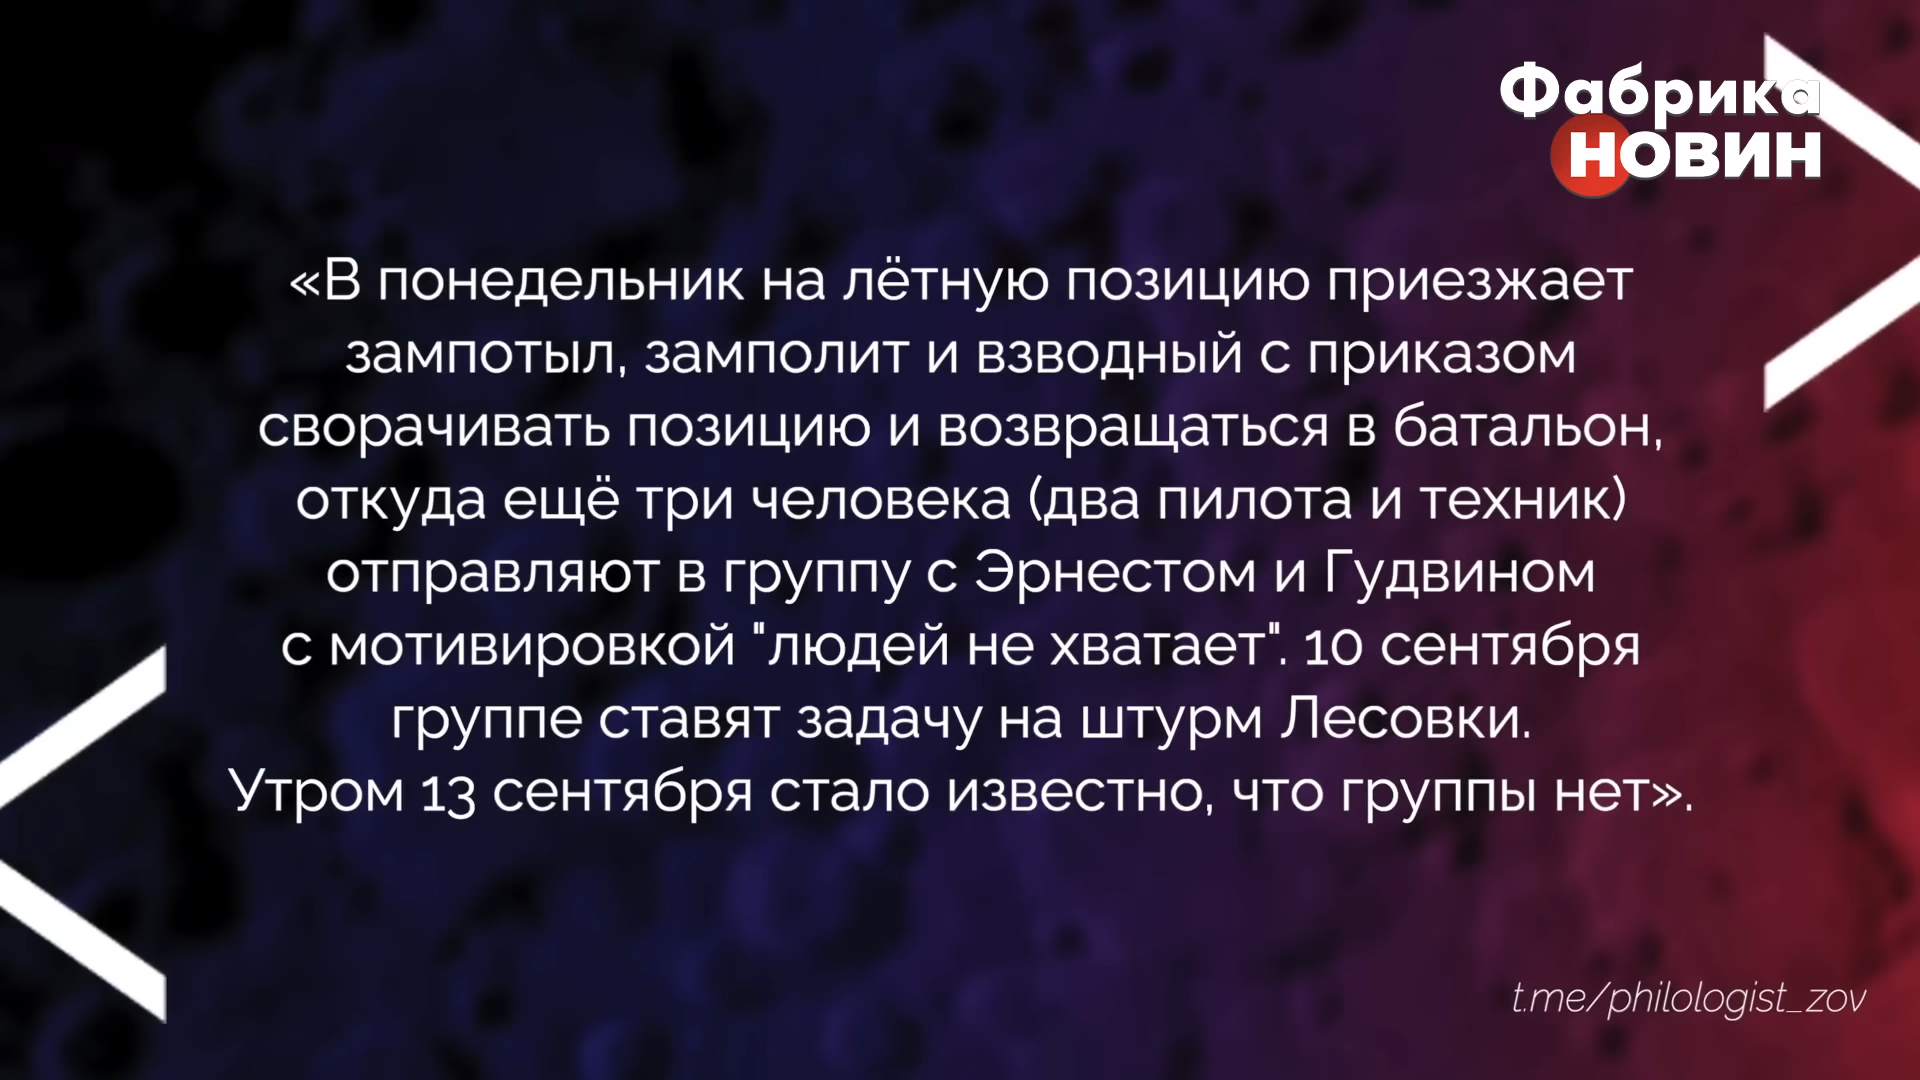 Фабрика
новин
«В понедельник на лётную позицию приезжает
зампотыл, замполит и взводный с приказом
сворачивать позицию и возвращаться в батальон,
откуда ещё три человека (два пилота и техник)
отправляют в группу с Эрнестом и Гудвином
с мотивировкой "людей не хватает". 10 сентября
группе ставят задачу на штурм Лесовки.
Утром 13 сентября стало известно, что группы нет».
t.me/philologist_zov